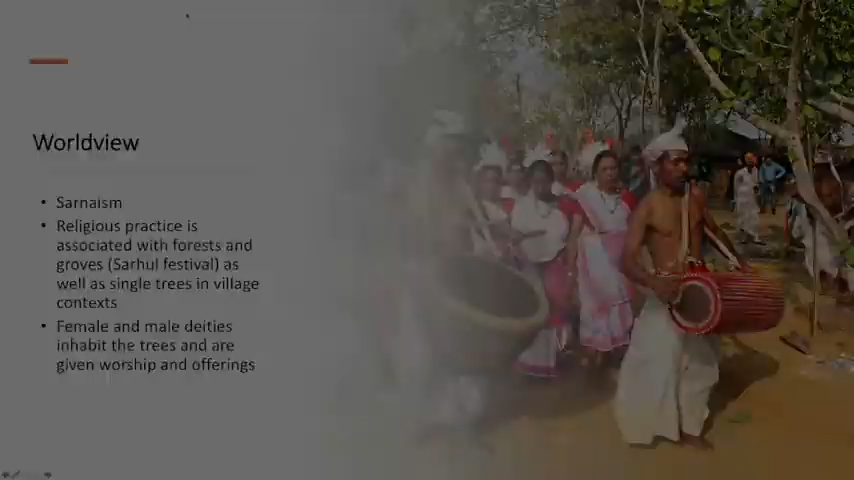 Worldview
• Sarnaism
• Religious practice is
associated with forests and
groves (Sarhul festival) as
well as single trees in village
contexts
• Female and male deities
inhabit the trees and are
given worship and offerings